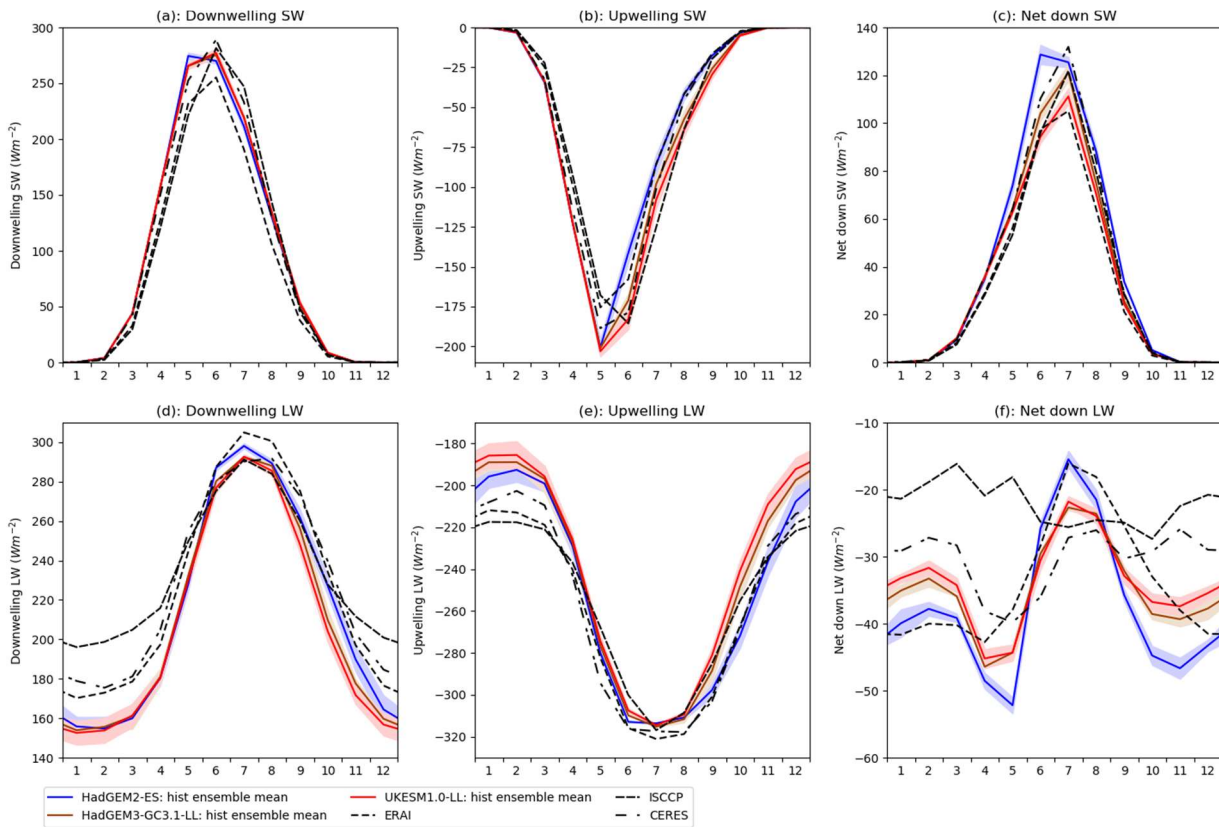 (a): Downwelling SW
(b): Upwelling SW
(c): Net down SW
Downwelling SW (Wm⁻²)
300
250
200
150
100
50
0
1 2 3 4 5 6 7 8 9 10 11 12
Upwelling SW (Wm⁻²)
0
−25
−50
−75
−100
−125
−150
−175
−200
1 2 3 4 5 6 7 8 9 10 11 12
Net down SW (Wm⁻²)
140
120
100
80
60
40
20
0
1 2 3 4 5 6 7 8 9 10 11 12
(d): Downwelling LW
(e): Upwelling LW
(f): Net down LW
Downwelling LW (Wm⁻²)
300
280
260
240
220
200
180
160
140
1 2 3 4 5 6 7 8 9 10 11 12
Upwelling LW (Wm⁻²)
−180
−200
−220
−240
−260
−280
−300
−320
1 2 3 4 5 6 7 8 9 10 11 12
Net down LW (Wm⁻²)
−10
−20
−30
−40
−50
−60
1 2 3 4 5 6 7 8 9 10 11 12
HadGEM2-ES: hist ensemble mean
HadGEM3-GC3.1-LL: hist ensemble mean
UKESM1.0-LL: hist ensemble mean
ERAI
ISCCP
CERES